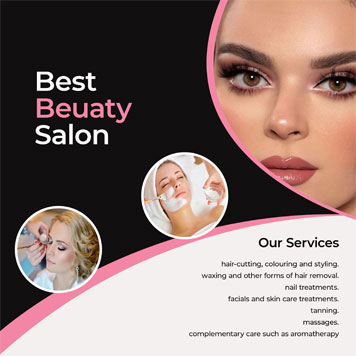 Best
Beuaty
Salon
Our Services
hair-cutting, colouring and styling.
waxing and other forms of hair removal.
nail treatments.
facials and skin care treatments.
tanning.
massages.
complementary care such as aromatherapy